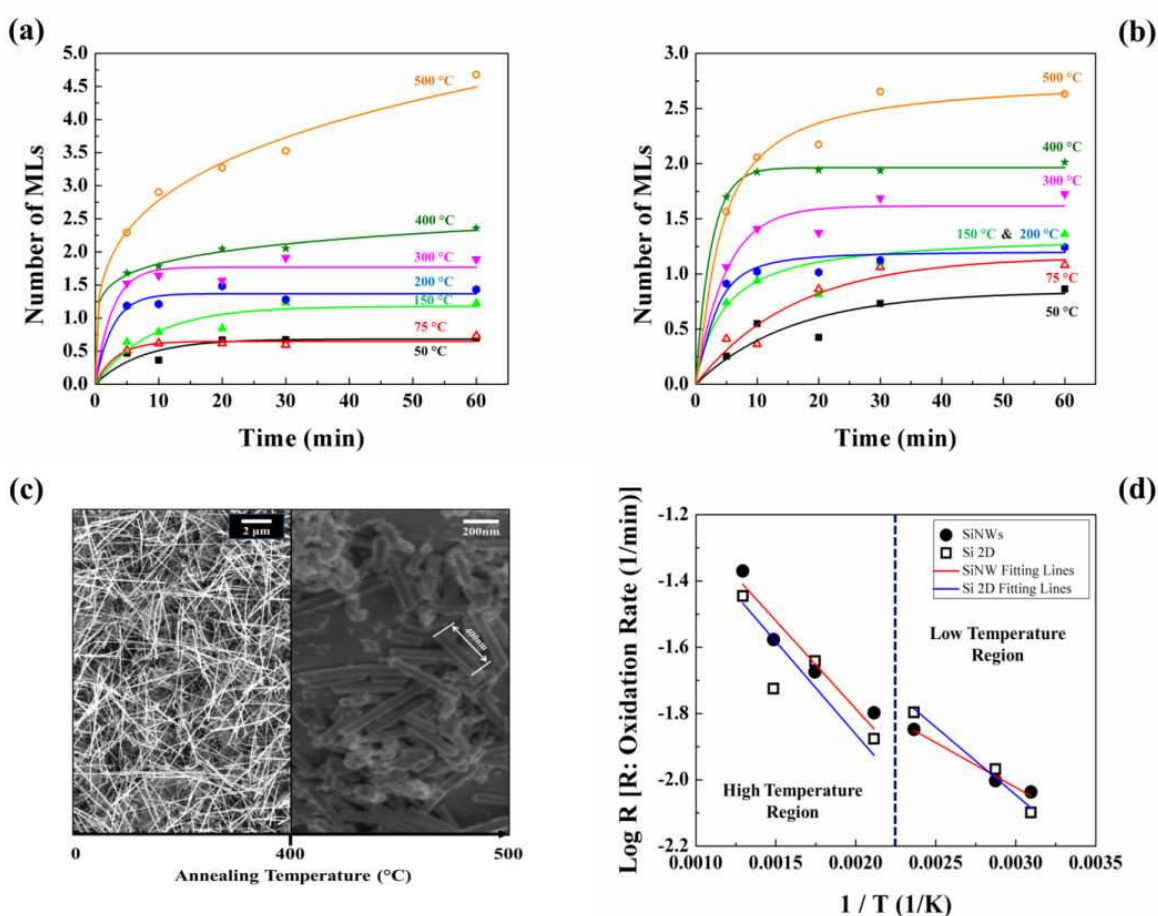 (a)
5.0
4.5
4.0
3.5
3.0
2.5
2.0
1.5
1.0
0.5
0.0
Number of MLs
500 °C
400 °C
300 °C
200 °C
150 °C
75 °C
50 °C
0 10 20 30 40 50 60
Time (min)
(b)
3.0
2.5
2.0
1.5
1.0
0.5
0.0
Number of MLs
500 °C
400 °C
300 °C
150 °C & 200 °C
75 °C
50 °C
0 10 20 30 40 50 60
Time (min)
(c)
2 μm
200nm
400nm
0 400 500
Annealing Temperature (°C)
(d)
Log R [R: Oxidation Rate (1/min)]
-1.2
-1.4
-1.6
-1.8
-2.0
-2.2
SiNWs
Si 2D
SiNW Fitting Lines
Si 2D Fitting Lines
Low Temperature
Region
High Temperature
Region
0.0010 0.0015 0.0020 0.0025 0.0030 0.0035
1 / T (1/K)